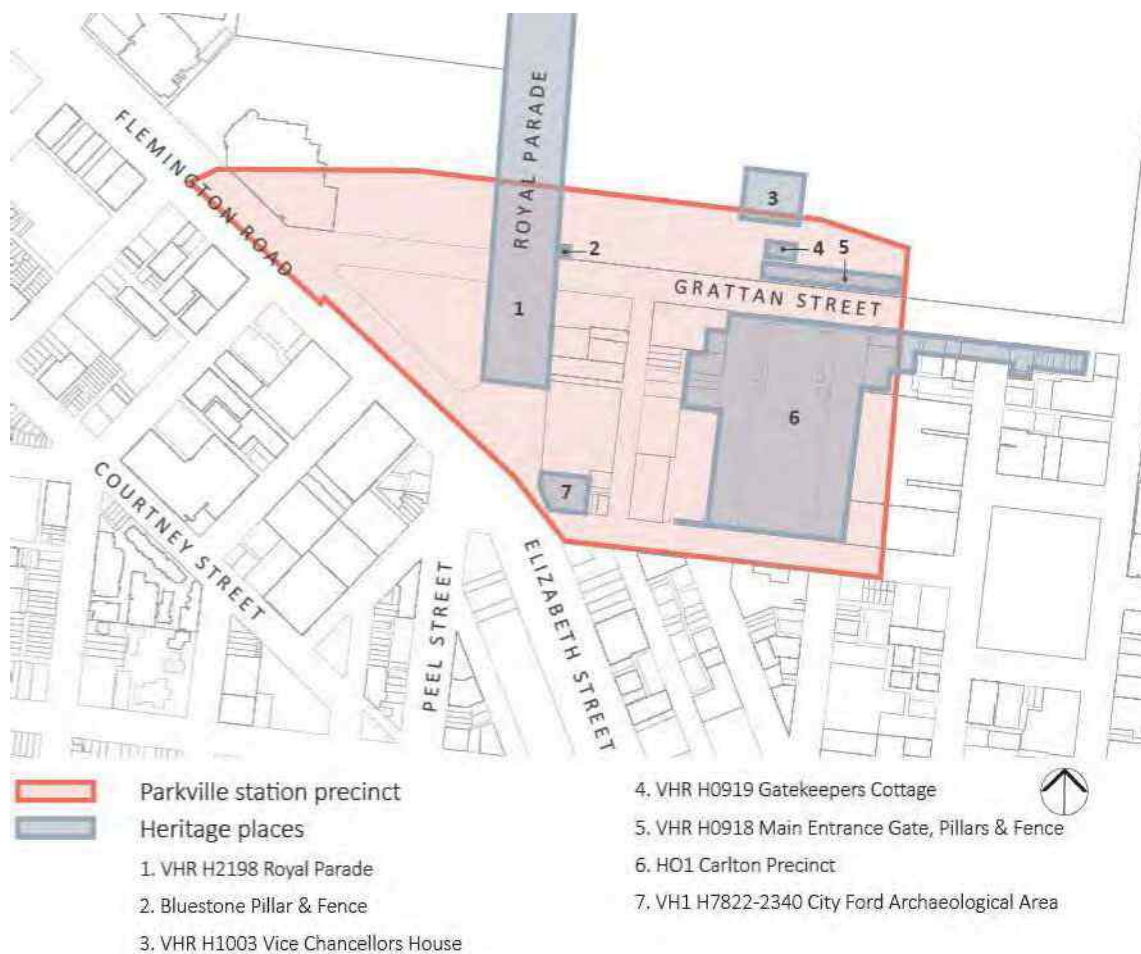 FLEMINGTON ROAD
ROYAL PARADE
3
2
4
5
1
GRATTAN STREET
6
7
COURTNEY STREET
PEEL STREET
ELIZABETH STREET
Parkville station precinct
Heritage places
1. VHR H2198 Royal Parade
2. Bluestone Pillar & Fence
3. VHR H1003 Vice Chancellors House
4. VHR H0919 Gatekeepers Cottage
5. VHR H0918 Main Entrance Gate, Pillars & Fence
6. HO1 Carlton Precinct
7. VH1 H7822-2340 City Ford Archaeological Area